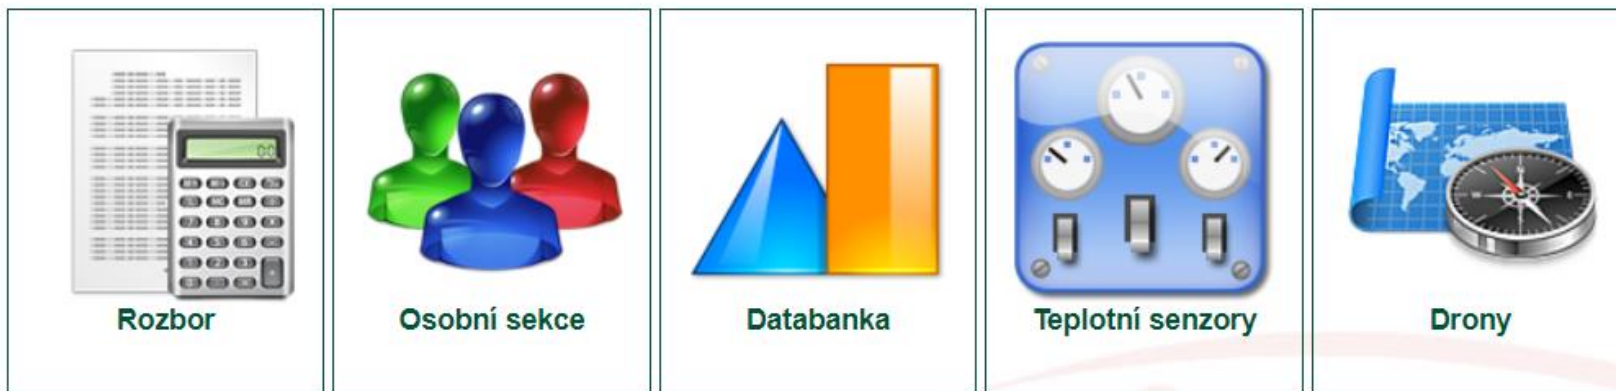 Rozbor
Osobní sekce
Databanka
Teplotní senzory
Drony